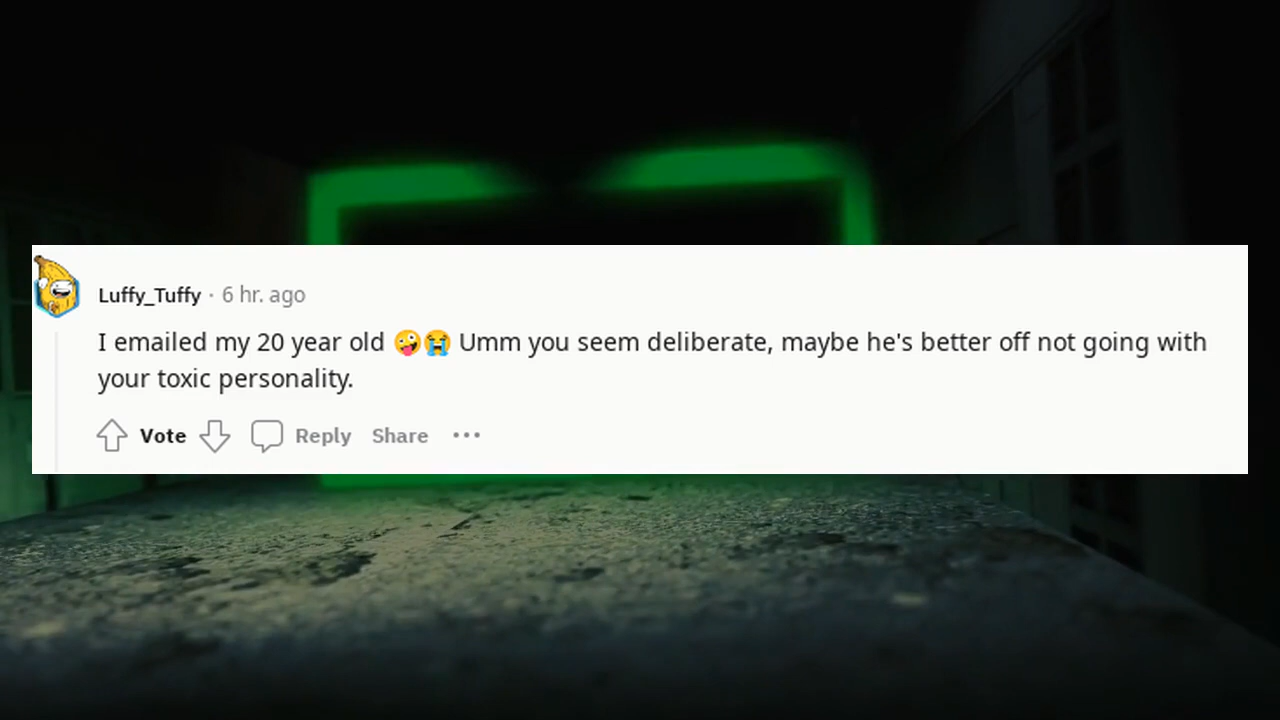 Luffy_Tuffy · 6 hr. ago
I emailed my 20 year old 🤪😭 Umm you seem deliberate, maybe he's better off not going with
your toxic personality.
Vote Reply Share •••